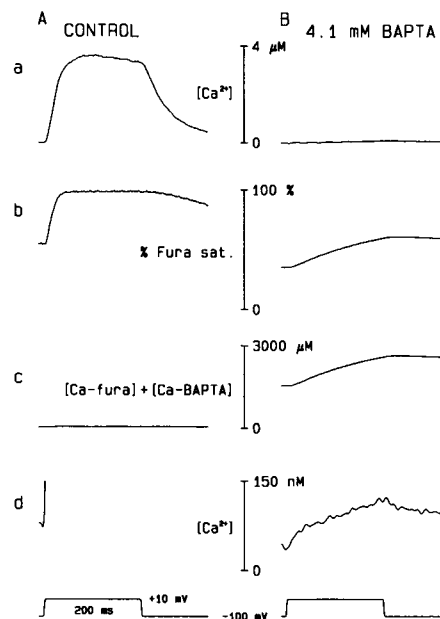 A
CONTROL
B
4.1 mM BAPTA
a
4
µM
[Ca²⁺]
0
b
100 %
% Fura sat.
0
c
3000 µM
[Ca-fura]+[Ca-BAPTA]
0
d
150 nM
[Ca²⁺]
0
+10 mV
200 ms
-100 mV